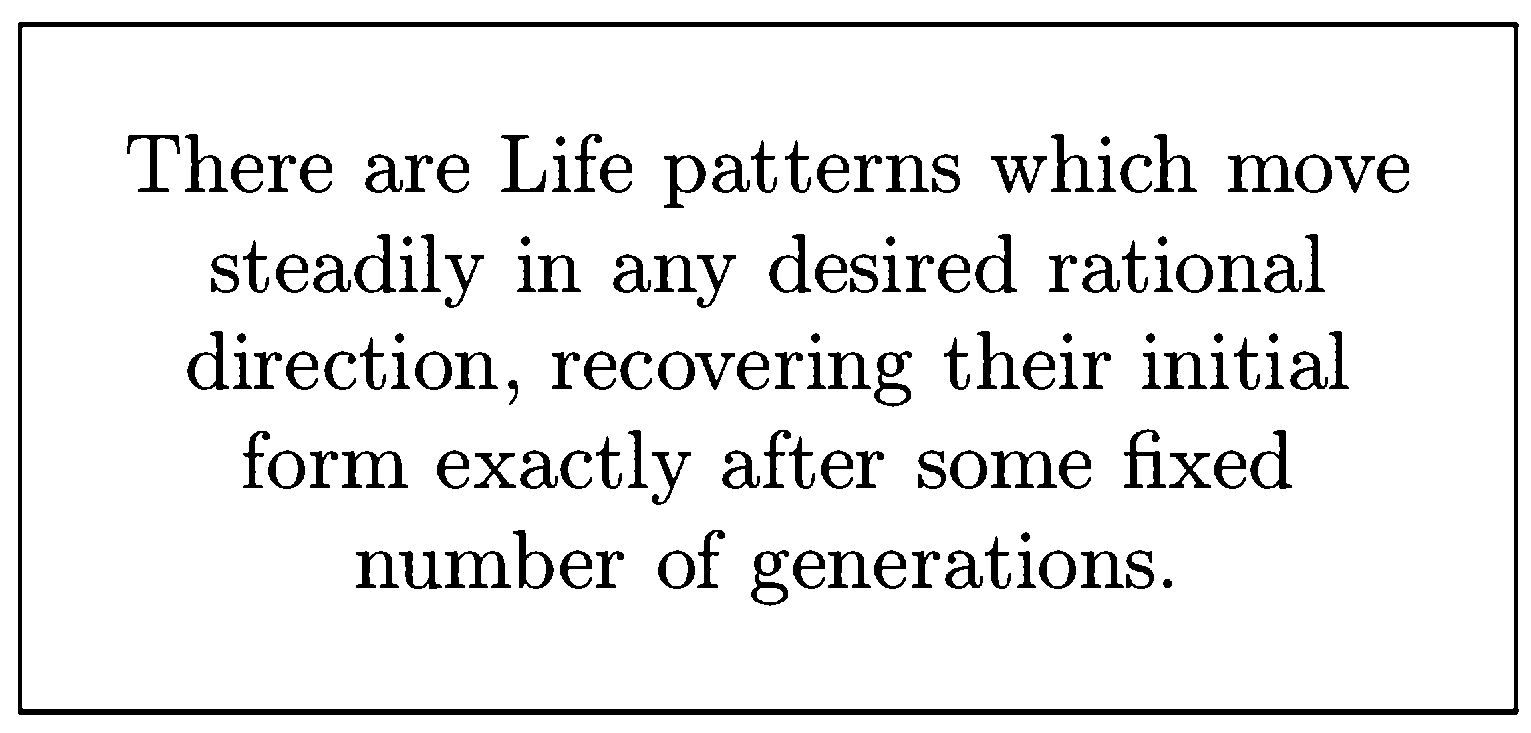 There are Life patterns which move
steadily in any desired rational
direction, recovering their initial
form exactly after some fixed
number of generations.